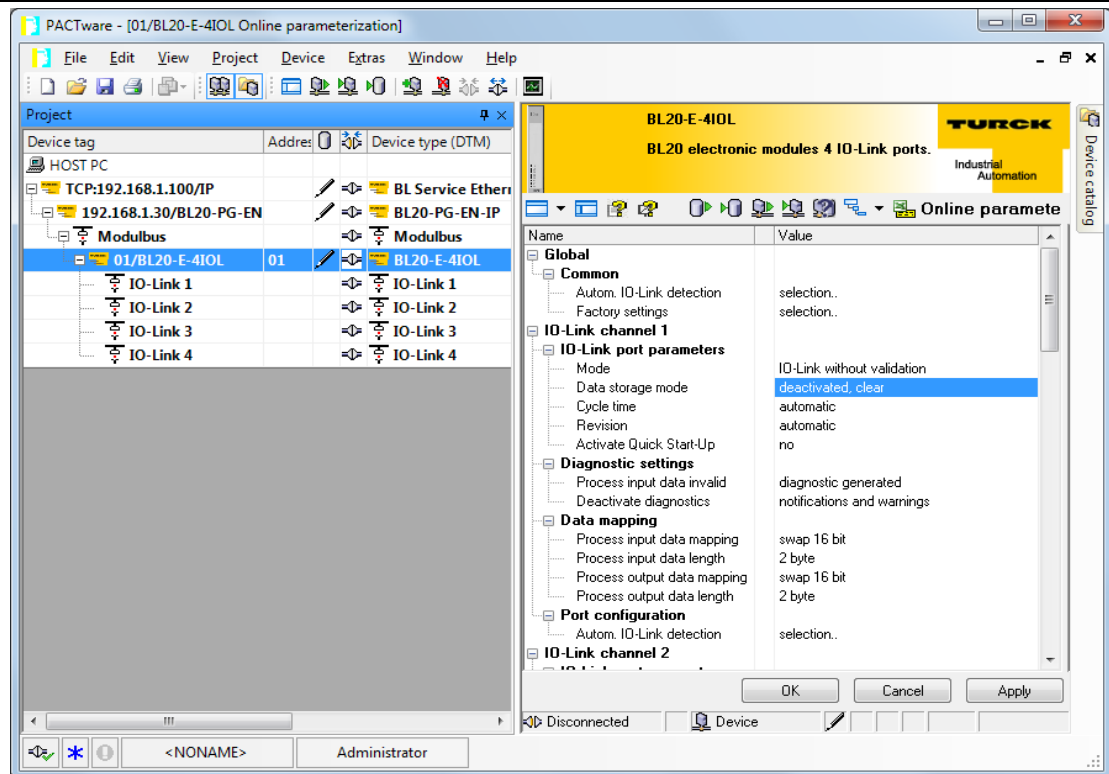 PACTware - [01/BL20-E-4IOL Online parameterization]
File Edit View Project Device Extras Window Help
Project
Device tag Addres Device type (DTM)
HOST PC
TCP:192.168.1.100/IP BL Service Ethern
192.168.1.30/BL20-PG-EN BL20-PG-EN-IP
Modulbus Modulbus
01/BL20-E-4IOL 01 BL20-E-4IOL
IO-Link 1 IO-Link 1
IO-Link 2 IO-Link 2
IO-Link 3 IO-Link 3
IO-Link 4 IO-Link 4
BL20-E-4IOL
BL20 electronic modules 4 IO-Link ports.
TURCK
Industrial
Automation
Device catalog
Online paramete
Name Value
Global
Common
Autom. IO-Link detection selection..
Factory settings selection..
IO-Link channel 1
IO-Link port parameters
Mode IO-Link without validation
Data storage mode deactivated, clear
Cycle time automatic
Revision automatic
Activate Quick Start-Up no
Diagnostic settings
Process input data invalid diagnostic generated
Deactivate diagnostics notifications and warnings
Data mapping
Process input data mapping swap 16 bit
Process input data length 2 byte
Process output data mapping swap 16 bit
Process output data length 2 byte
Port configuration
Autom. IO-Link detection selection..
IO-Link channel 2
OK Cancel Apply
Disconnected Device
<NONAME> Administrator